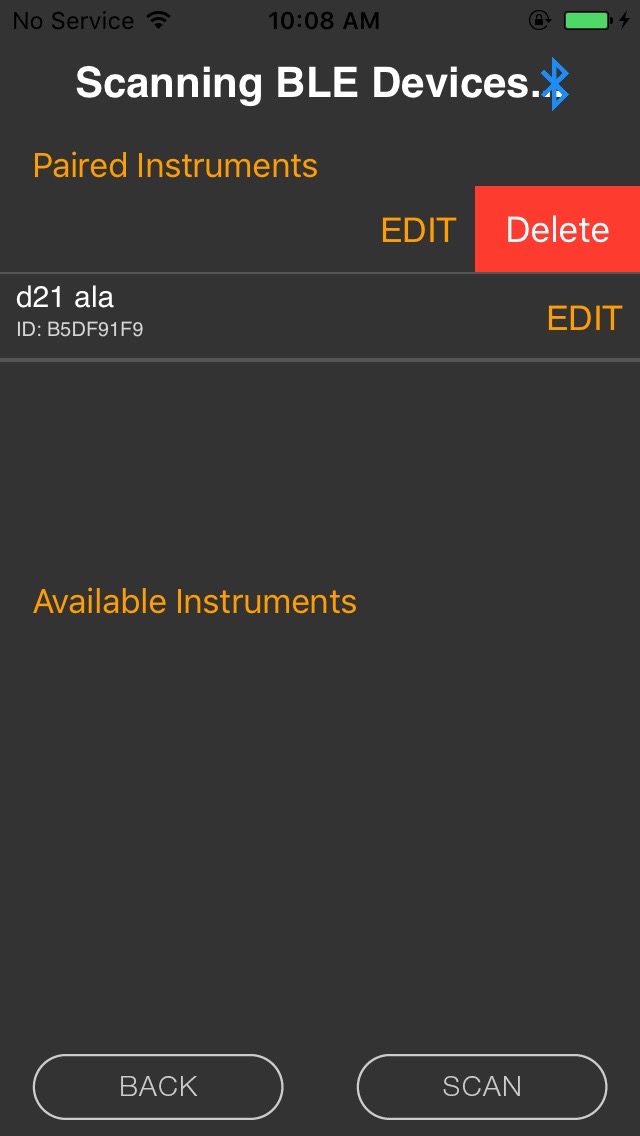 No Service 10:08 AM
Scanning BLE Devices...
Paired Instruments
EDIT Delete
d21 ala
ID: B5DF91F9
EDIT
Available Instruments
BACK SCAN